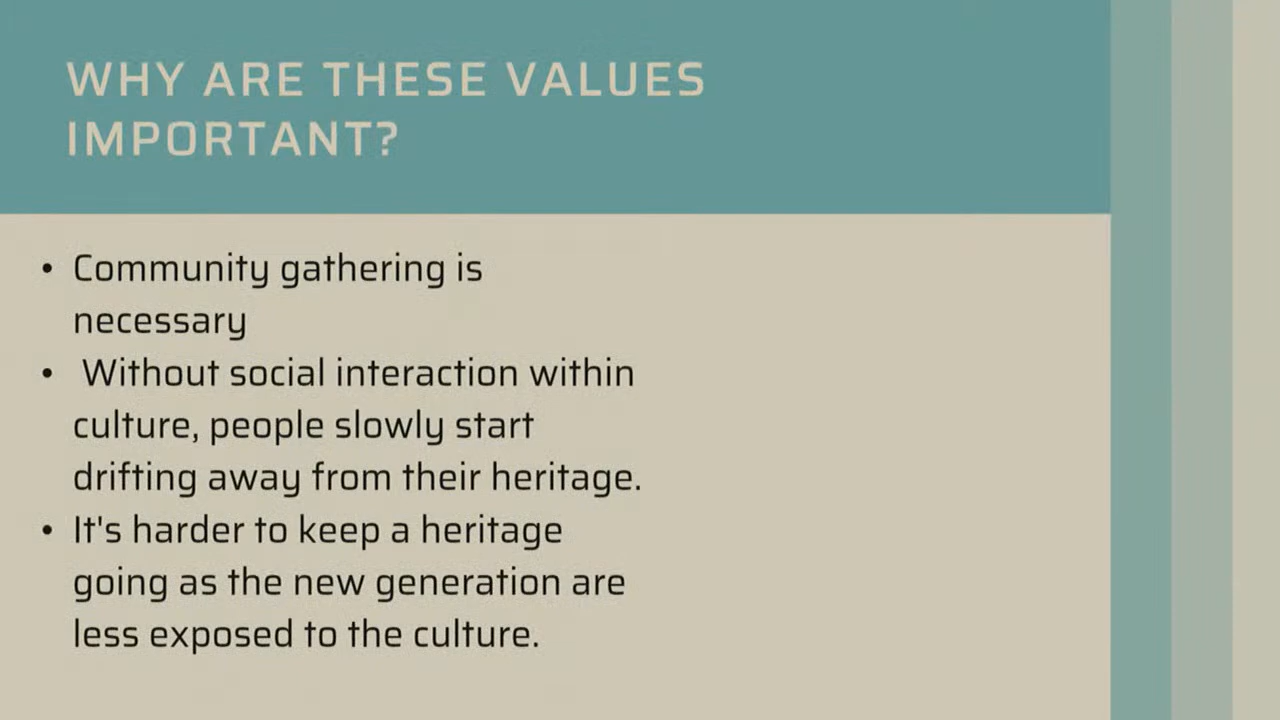 WHY ARE THESE VALUES
IMPORTANT?
• Community gathering is
necessary
• Without social interaction within
culture, people slowly start
drifting away from their heritage.
• It's harder to keep a heritage
going as the new generation are
less exposed to the culture.